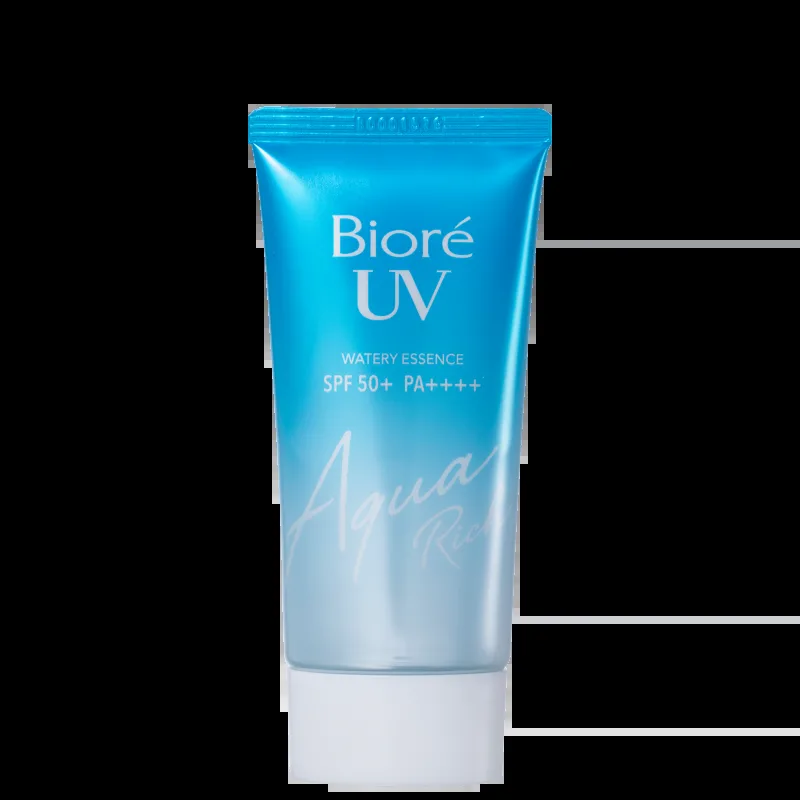 Bioré
UV
WATERY ESSENCE
SPF 50+ PA++++
Aqua
Rich